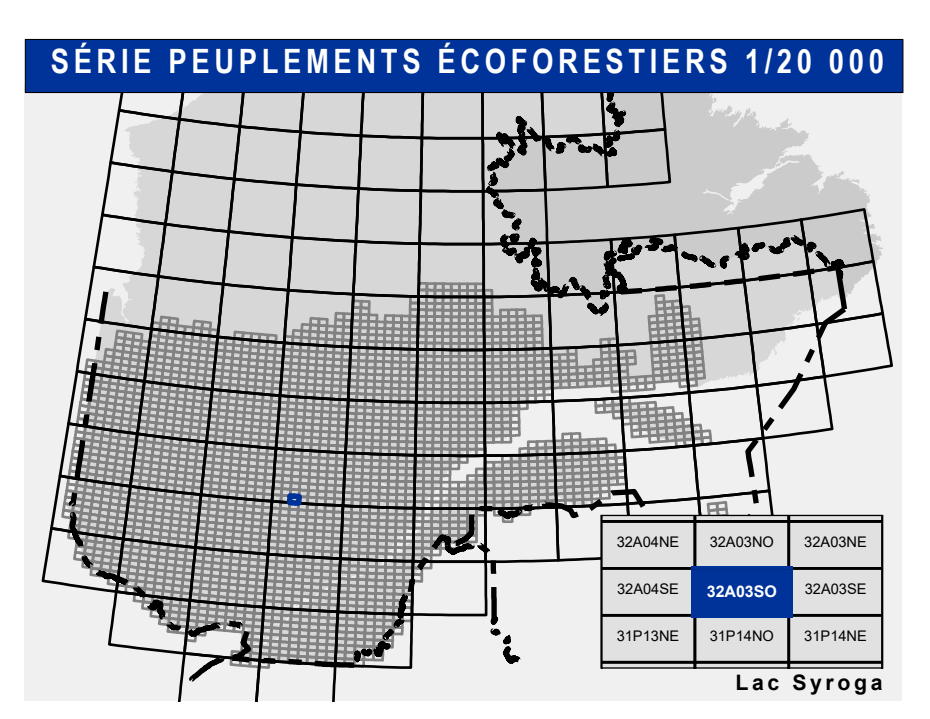 SÉRIE PEUPLEMENTS ÉCOFORESTIERS 1/20 000
32A04NE 32A03NO 32A03NE
32A04SE 32A03SO 32A03SE
31P13NE 31P14NO 31P14NE
Lac Syroga